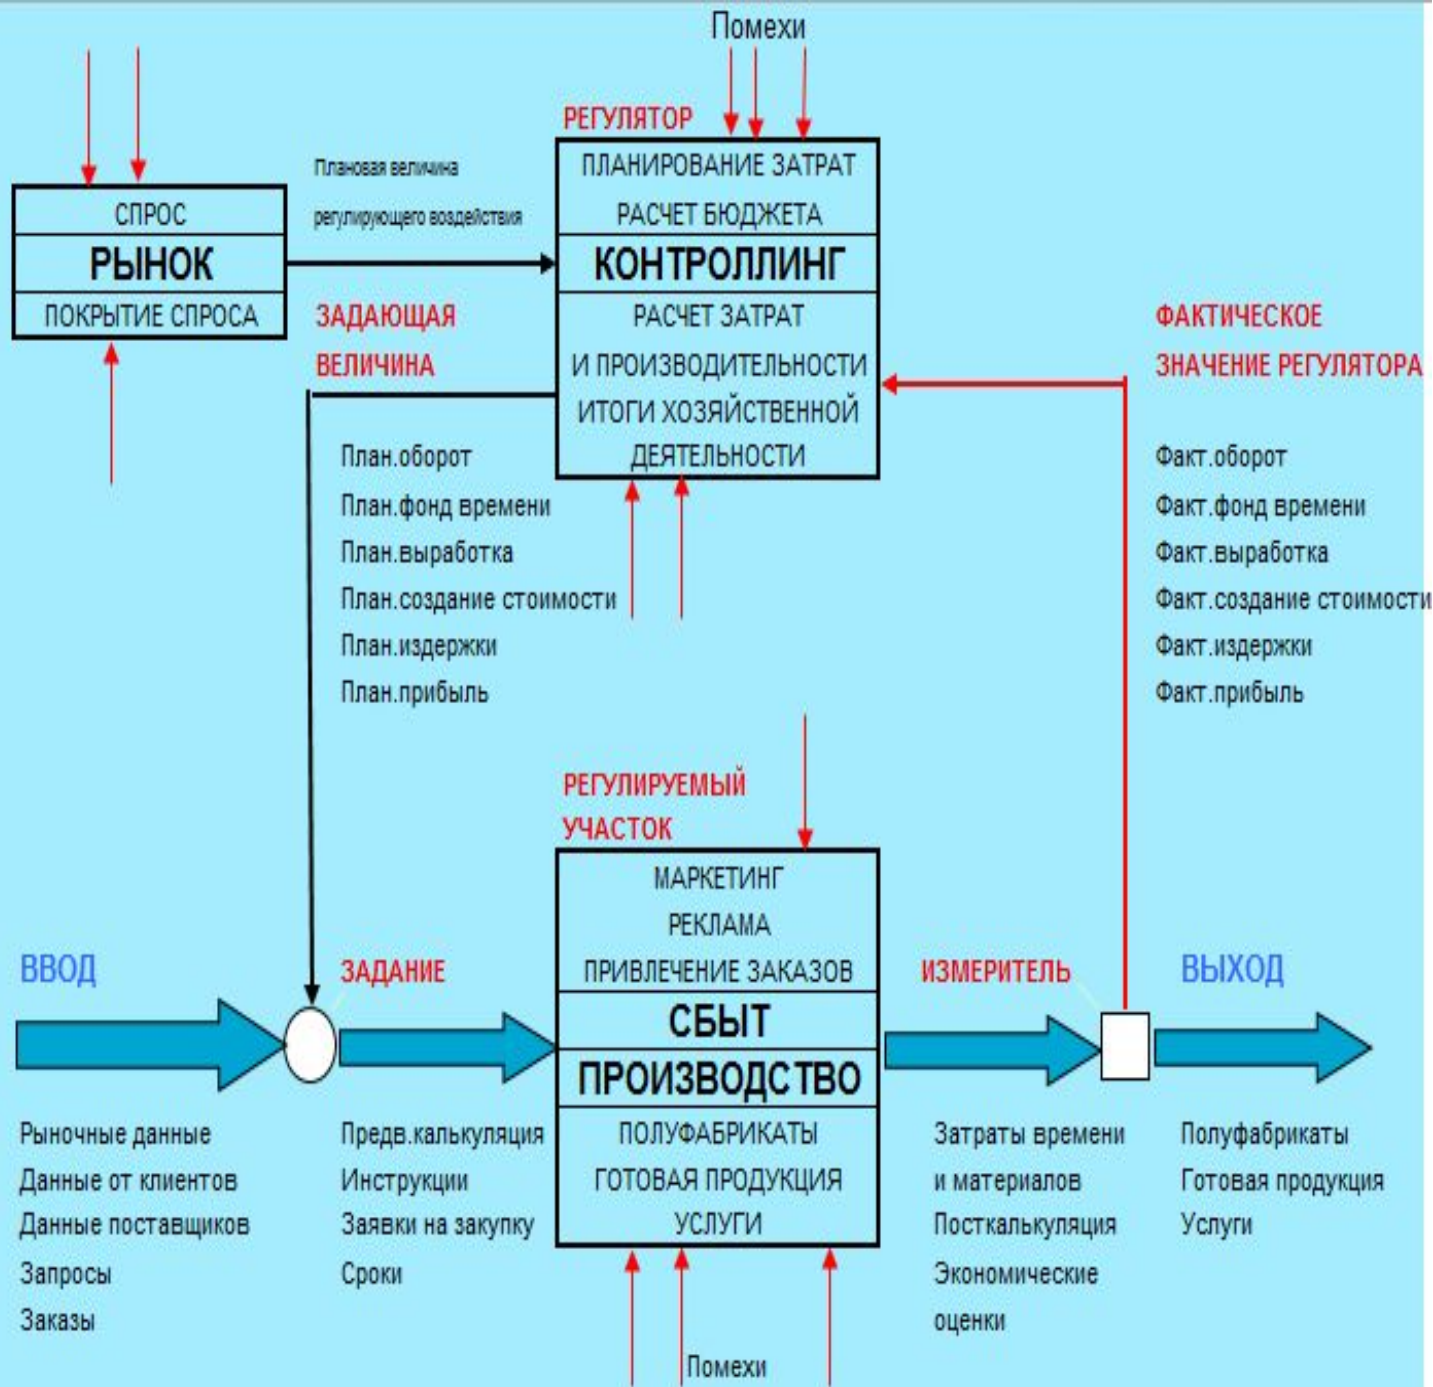 Помехи
РЕГУЛЯТОР
СПРОС
РЫНОК
ПОКРЫТИЕ СПРОСА
Плановая величина
регулирующего воздействия
ПЛАНИРОВАНИЕ ЗАТРАТ
РАСЧЕТ БЮДЖЕТА
КОНТРОЛЛИНГ
РАСЧЕТ ЗАТРАТ
И ПРОИЗВОДИТЕЛЬНОСТИ
ИТОГИ ХОЗЯЙСТВЕННОЙ
ДЕЯТЕЛЬНОСТИ
ЗАДАЮЩАЯ
ВЕЛИЧИНА
План.оборот
План.фонд времени
План.выработка
План.создание стоимости
План.издержки
План.прибыль
ФАКТИЧЕСКОЕ
ЗНАЧЕНИЕ РЕГУЛЯТОРА
Факт.оборот
Факт.фонд времени
Факт.выработка
Факт.создание стоимости
Факт.издержки
Факт.прибыль
РЕГУЛИРУЕМЫЙ
УЧАСТОК
МАРКЕТИНГ
РЕКЛАМА
ПРИВЛЕЧЕНИЕ ЗАКАЗОВ
СБЫТ
ПРОИЗВОДСТВО
ПОЛУФАБРИКАТЫ
ГОТОВАЯ ПРОДУКЦИЯ
УСЛУГИ
ВВОД
Рыночные данные
Данные от клиентов
Данные поставщиков
Запросы
Заказы
ЗАДАНИЕ
Предв.калькуляция
Инструкции
Заявки на закупку
Сроки
ИЗМЕРИТЕЛЬ
Затраты времени
и материалов
Посткалькуляция
Экономические
оценки
ВЫХОД
Полуфабрикаты
Готовая продукция
Услуги
Помехи